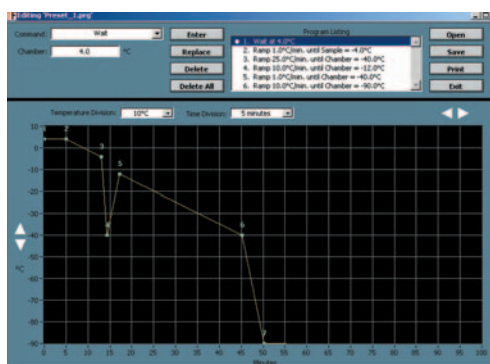 Editing "Preset_1.prg"
Command: Wait Enter Program Listing Open
Chamber: 4.0 °C Replace Save
Delete Print
Delete All Exit
1. Wait at 4.0°C
2. Ramp 1.0°C/min. until Sample = -4.0°C
3. Ramp 25.0°C/min. until Chamber = -40.0°C
4. Ramp 10.0°C/min. until Chamber = -12.0°C
5. Ramp 1.0°C/min. until Chamber = -40.0°C
6. Ramp 10.0°C/min. until Chamber = -90.0°C
Temperature Division: 10°C Time Division: 5 minutes
10
0
-10
-20
-30
-40
-50
-60
-70
-80
-90
°C
1 2 3 4 5 6 7
0 5 10 15 20 25 30 35 40 45 50 55 60 65 70 75 80 85 90 95 100
Minutes